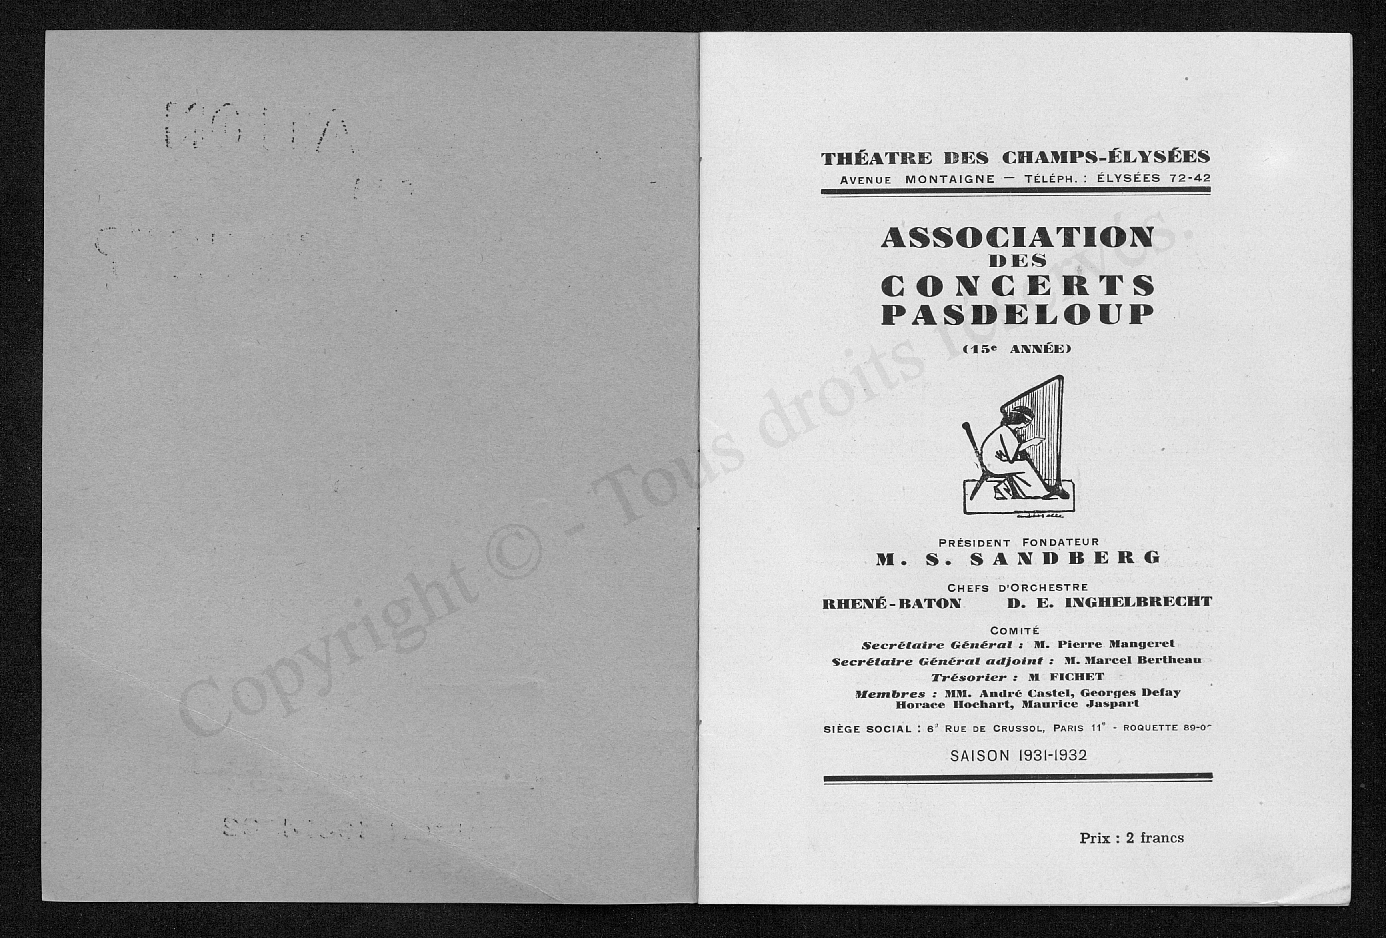 THÉATRE DES CHAMPS-ÉLYSÉES
AVENUE MONTAIGNE — TÉLÉPH. : ÉLYSÉES 72-42
ASSOCIATION
DES
CONCERTS
PASDELOUP
(15e ANNÉE)
PRÉSIDENT FONDATEUR
M. S. SANDBERG
CHEFS D'ORCHESTRE
RHENÉ-BATON D. E. INGHELBRECHT
COMITÉ
Secrétaire Général : M. Pierre Mangeret
Secrétaire Général adjoint : M. Marcel Bertheau
Trésorier : M FICHET
Membres : MM. André Castel, Georges Defay
Horace Hochart, Maurice Jaspart
SIÈGE SOCIAL : RUE DE CRUSSOL, PARIS 11e - ROQUETTE
SAISON 1931-1932
Prix : 2 francs
Copyright © - Tous droits réservés.